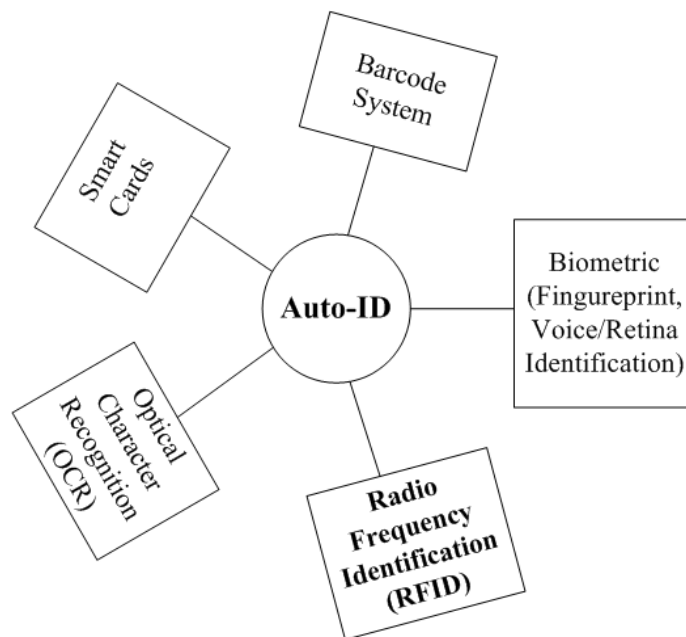 Barcode
System
Smart
Cards
Auto-ID
Biometric
(Fingureprint,
Voice/Retina
Identification)
Optical
Character
Recognition
(OCR)
Radio
Frequency
Identification
(RFID)